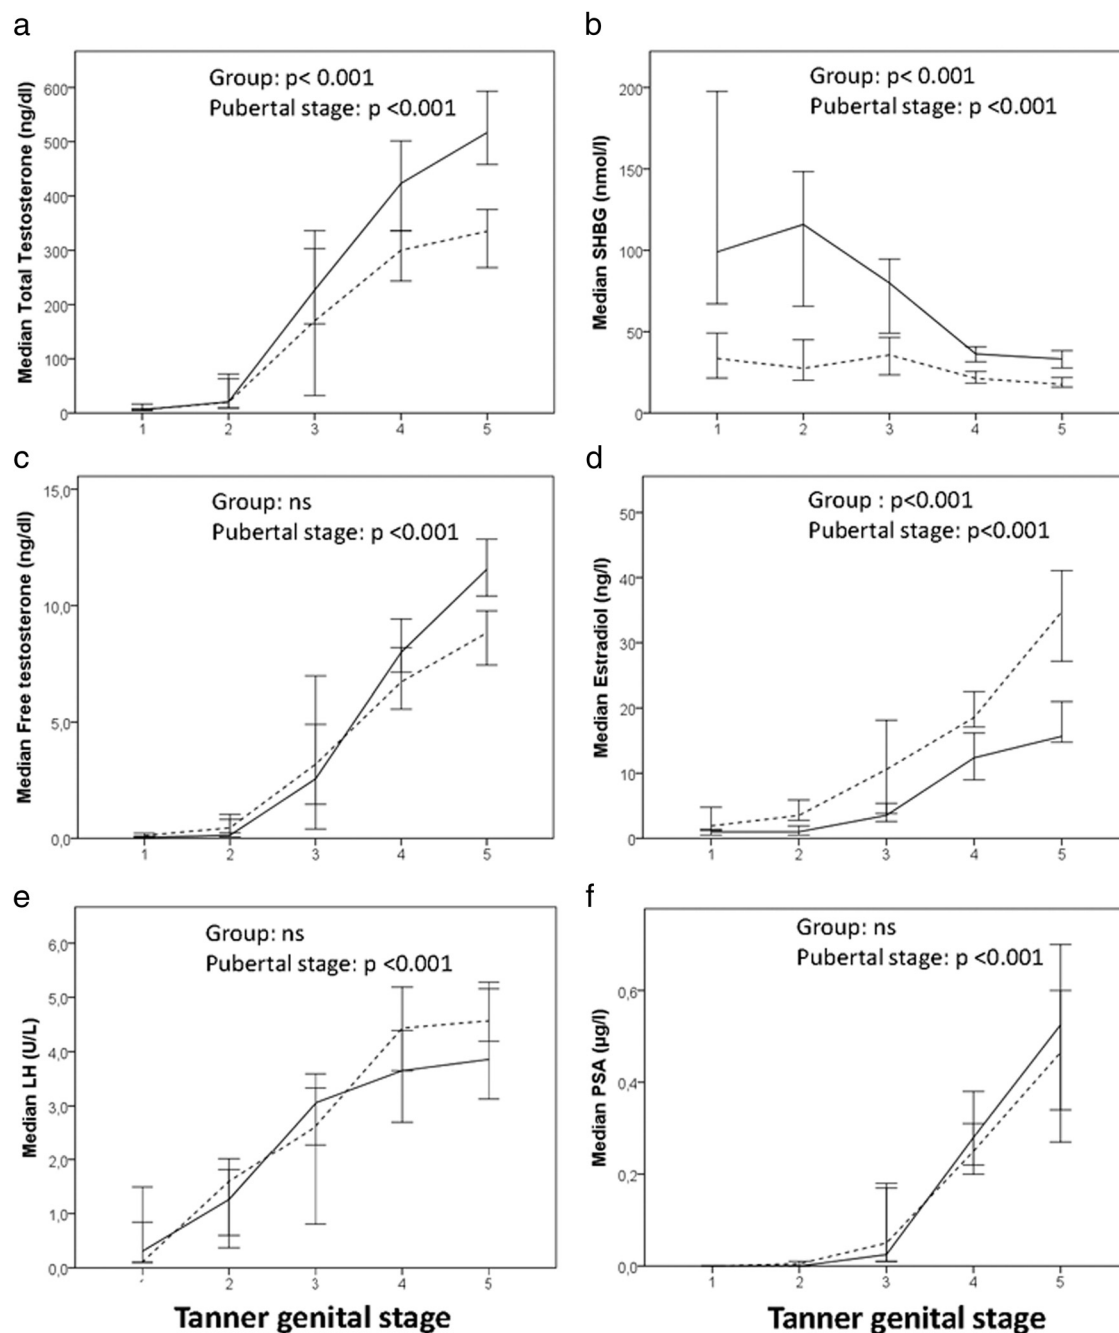 a
Group: p< 0.001
Pubertal stage: p <0.001
Median Total Testosterone (ng/dl)
600
500
400
300
200
100
0
1 2 3 4 5
b
Group: p< 0.001
Pubertal stage: p <0.001
Median SHBG (nmol/l)
200
150
100
50
0
1 2 3 4 5
c
Group: ns
Pubertal stage: p <0.001
Median Free testosterone (ng/dl)
15,0
10,0
5,0
0,0
1 2 3 4 5
d
Group : p<0.001
Pubertal stage: p<0.001
Median Estradiol (ng/l)
50
40
30
20
10
0
1 2 3 4 5
e
Group: ns
Pubertal stage: p <0.001
Median LH (U/L)
6,0
5,0
4,0
3,0
2,0
1,0
0,0
2 3 4 5
Tanner genital stage
f
Group: ns
Pubertal stage: p <0.001
Median PSA (µg/l)
0,6
0,4
0,2
0,0
1 2 3 4 5
Tanner genital stage